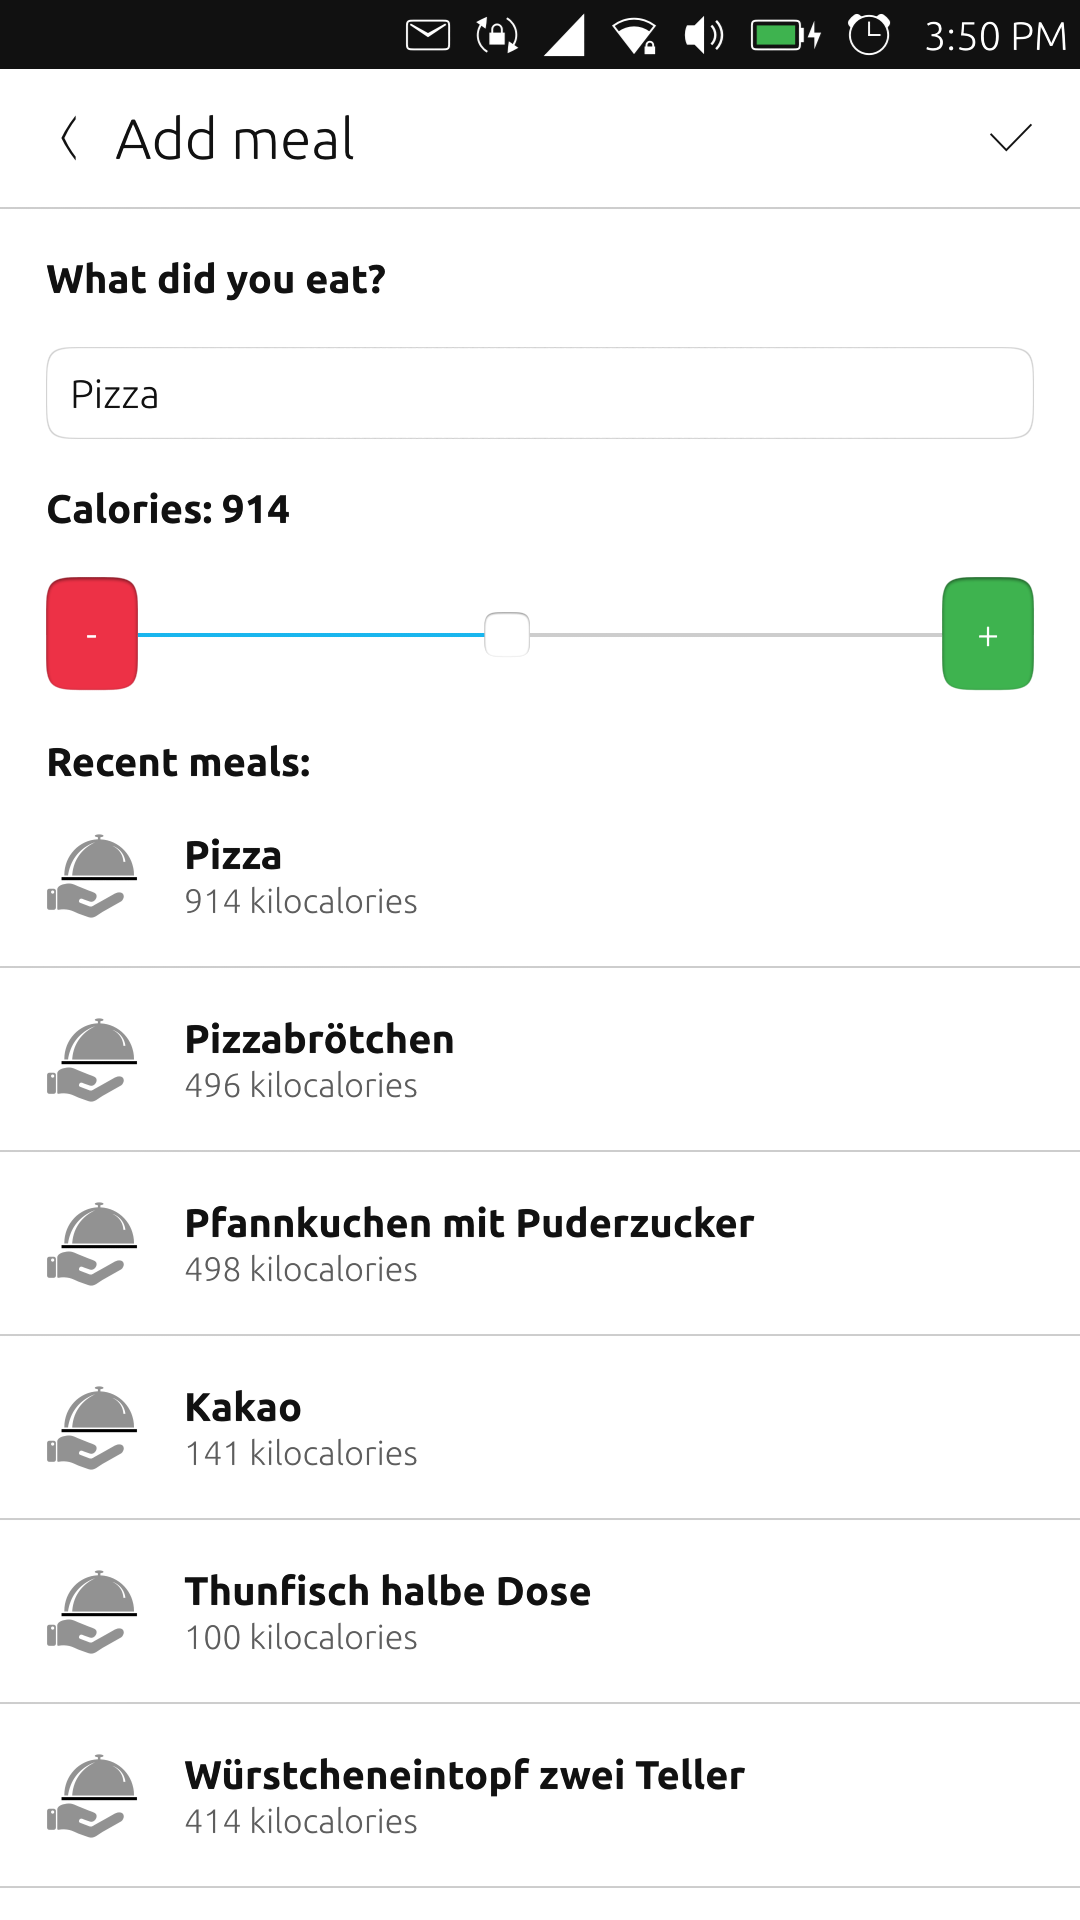 3:50 PM
Add meal
What did you eat?
Pizza
Calories: 914
- +
Recent meals:
Pizza
914 kilocalories
Pizzabrötchen
496 kilocalories
Pfannkuchen mit Puderzucker
498 kilocalories
Kakao
141 kilocalories
Thunfisch halbe Dose
100 kilocalories
Würstcheneintopf zwei Teller
414 kilocalories